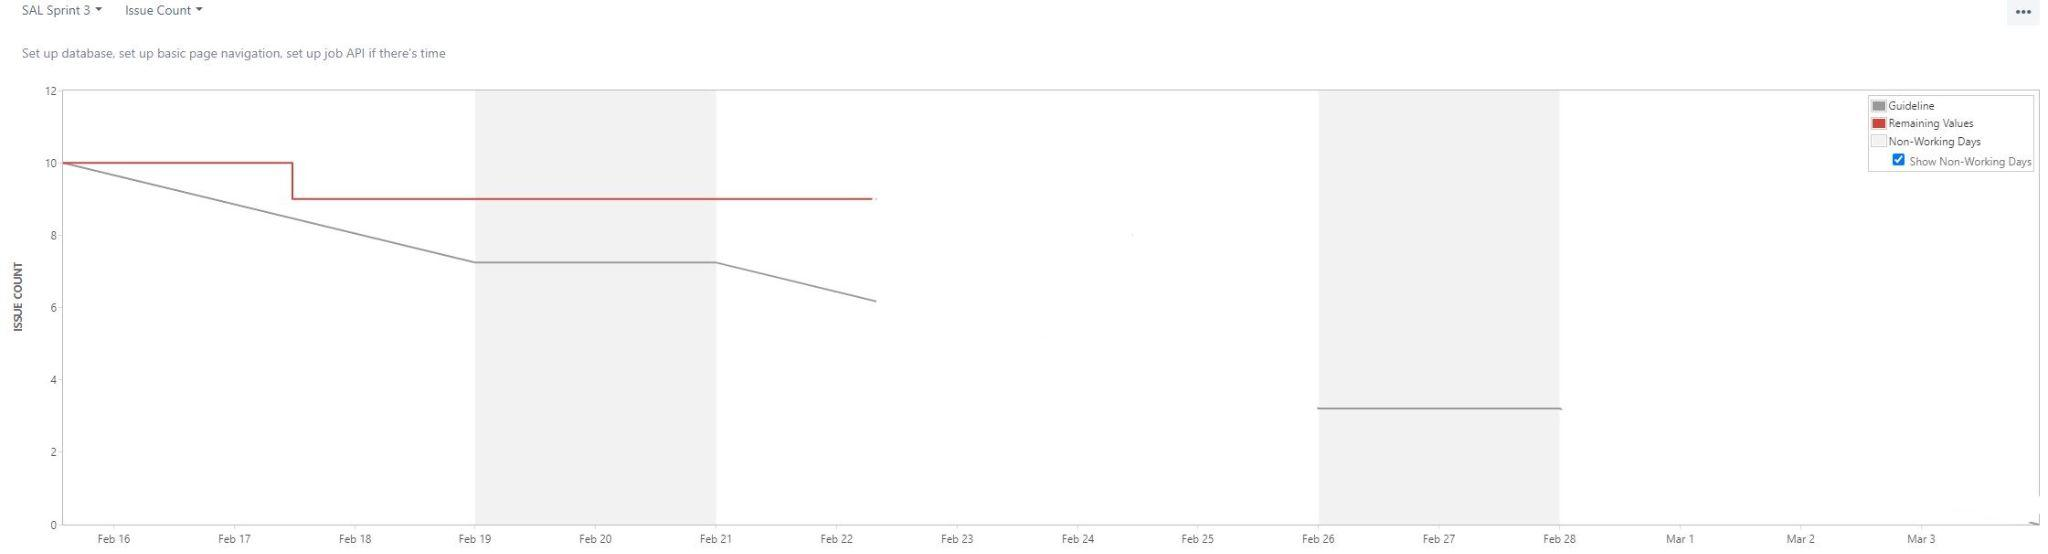 SAL Sprint 3 Issue Count
Set up database, set up basic page navigation, set up job API if there's time
12
10
8
6
4
2
0
ISSUE COUNT
Guideline
Remaining Values
Non-Working Days
Show Non-Working Days
Feb 16 Feb 17 Feb 18 Feb 19 Feb 20 Feb 21 Feb 22 Feb 23 Feb 24 Feb 25 Feb 26 Feb 27 Feb 28 Mar 1 Mar 2 Mar 3